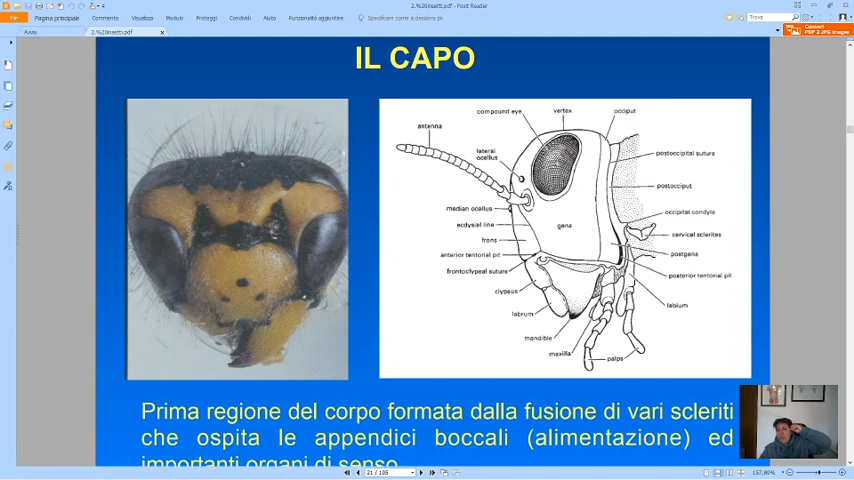 2.%20insetti.pdf - Foxit Reader
File Pagina principale Commento Visualizza Modulo Proteggi Condividi Aiuto Funzionalità aggiuntive Specificare come si desidera pr Trova
Avvio 2.%20insetti.pdf Convert
PDF 2 JPG Images
IL CAPO
compound eye vertex occiput
antenna
lateral
ocellus
postoccipital suture
postocciput
median ocellus
occipital condyle
ecdysial line
gena
cervical sclerites
frons
anterior tentorial pit
postgena
frontoclypeal suture
posterior tentorial pit
clypeus
labium
labrum
mandible
maxilla
palps
Prima regione del corpo formata dalla fusione di vari scleriti
che ospita le appendici boccali (alimentazione) ed
importanti organi di senso
21 / 105
157,80%